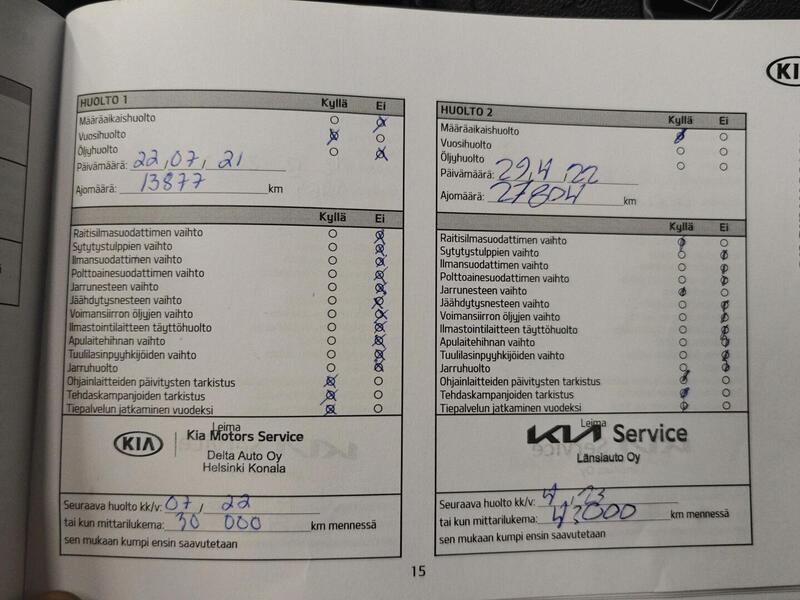 HUOLTO 1
Kyllä Ei
Määräaikaishuolto
Vuosihuolto
Öljyhuolto
Päivämäärä: 22,07, 21
Ajomäärä: 13877 km
Kyllä Ei
Raitisilmasuodattimen vaihto
Sytytystulppien vaihto
Ilmansuodattimen vaihto
Polttoainesuodattimen vaihto
Jarrunesteen vaihto
Jäähdytysnesteen vaihto
Voimansiirron öljyjen vaihto
Ilmastointilaitteen täyttöhuolto
Apulaitehihnan vaihto
Tuulilasinpyyhkijöiden vaihto
Jarruhuolto
Ohjainlaitteiden päivitysten tarkistus
Tehdaskampanjoiden tarkistus
Tiepalvelun jatkaminen vuodeksi
Leima
KIA Kia Motors Service
Delta Auto Oy
Helsinki Konala
Seuraava huolto kk/v: 07, 22
tai kun mittarilukema: 30 000 km mennessä
sen mukaan kumpi ensin saavutetaan
HUOLTO 2
Kyllä Ei
Määräaikaishuolto
Vuosihuolto
Öljyhuolto
Päivämäärä: 29,4,22
Ajomäärä: 27804 km
Kyllä Ei
Raitisilmasuodattimen vaihto
Sytytystulppien vaihto
Ilmansuodattimen vaihto
Polttoainesuodattimen vaihto
Jarrunesteen vaihto
Jäähdytysnesteen vaihto
Voimansiirron öljyjen vaihto
Ilmastointilaitteen täyttöhuolto
Apulaitehihnan vaihto
Tuulilasinpyyhkijöiden vaihto
Jarruhuolto
Ohjainlaitteiden päivitysten tarkistus
Tehdaskampanjoiden tarkistus
Tiepalvelun jatkaminen vuodeksi
Leima
KIA Service
Länsiauto Oy
Seuraava huolto kk/v: 4,23
tai kun mittarilukema: 43000 km mennessä
sen mukaan kumpi ensin saavutetaan
15